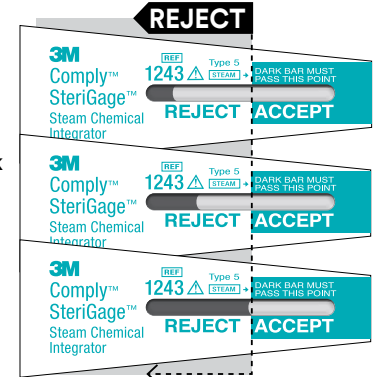 REJECT
3M
Comply™
SteriGage™
Steam Chemical
Integrator
REF
1243
Type 5
STEAM
DARK BAR MUST
PASS THIS POINT
REJECT
ACCEPT
3M
Comply™
SteriGage™
Steam Chemical
Integrator
REF
1243
Type 5
STEAM
DARK BAR MUST
PASS THIS POINT
REJECT
ACCEPT
3M
Comply™
SteriGage™
Steam Chemical
Integrator
REF
1243
Type 5
STEAM
DARK BAR MUST
PASS THIS POINT
REJECT
ACCEPT